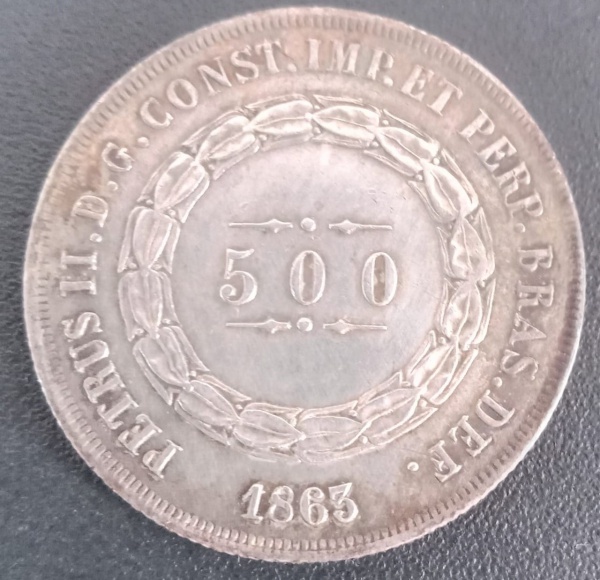 PETRUS II. D. G. CONST. IMP. ET PERP. BRAS. DEF.
500
1863